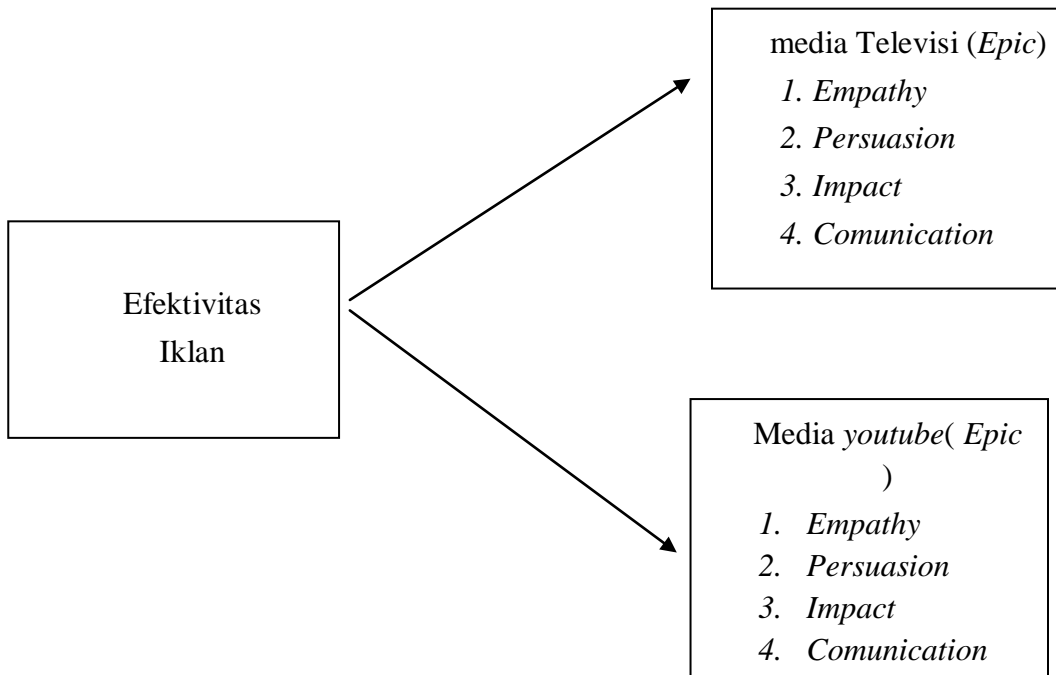 media Televisi (Epic)
1. Empathy
2. Persuasion
3. Impact
4. Comunication
Efektivitas
Iklan
Media youtube( Epic
)
1. Empathy
2. Persuasion
3. Impact
4. Comunication